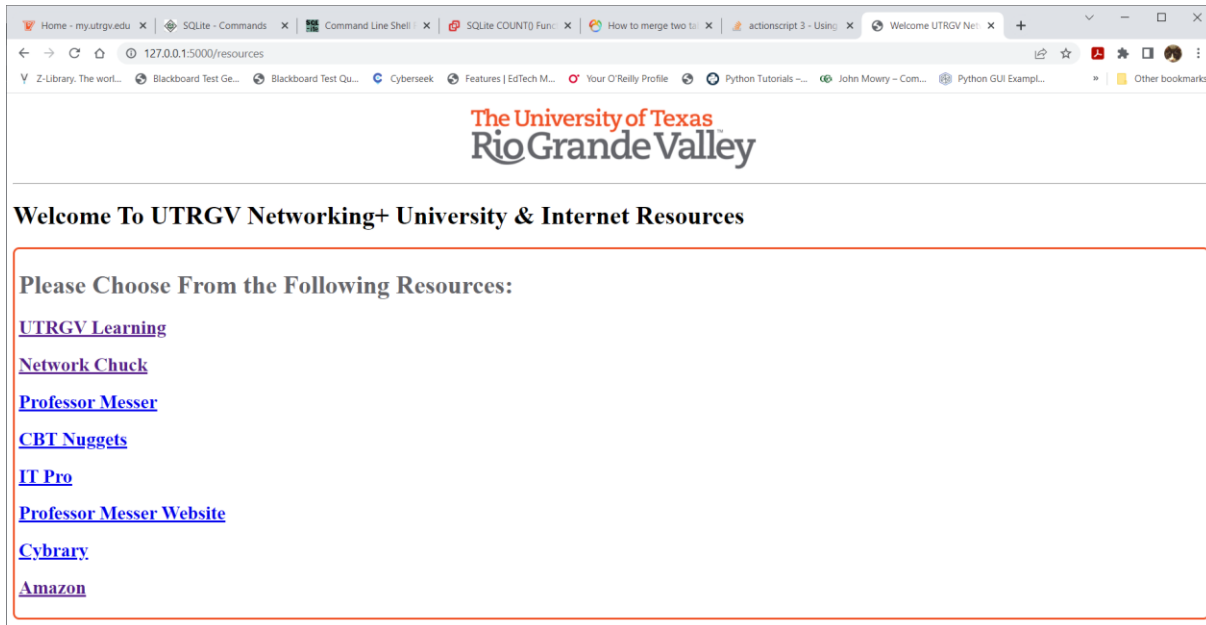 Home - my.utrgv.edu
SQLite - Commands
Command Line Shell
SQLite COUNT() Func
How to merge two ta
actionscript 3 - Using
Welcome UTRGV Net
127.0.0.1:5000/resources
Z-Library. The worl...
Blackboard Test Ge...
Blackboard Test Qu...
Cyberseek
Features | EdTech M...
Your O'Reilly Profile
Python Tutorials –...
John Mowry – Com...
Python GUI Exampl...
»
Other bookmarks
The University of Texas
Rio Grande Valley
Welcome To UTRGV Networking+ University & Internet Resources
Please Choose From the Following Resources:
UTRGV Learning
Network Chuck
Professor Messer
CBT Nuggets
IT Pro
Professor Messer Website
Cybrary
Amazon